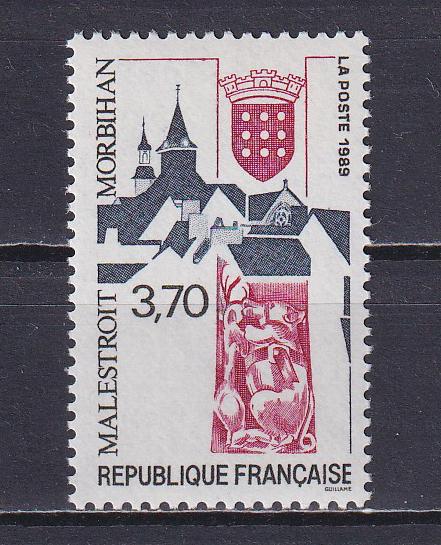 MALESTROIT MORBIHAN
LA POSTE 1989
3,70
REPUBLIQUE FRANÇAISE
GUILLAME